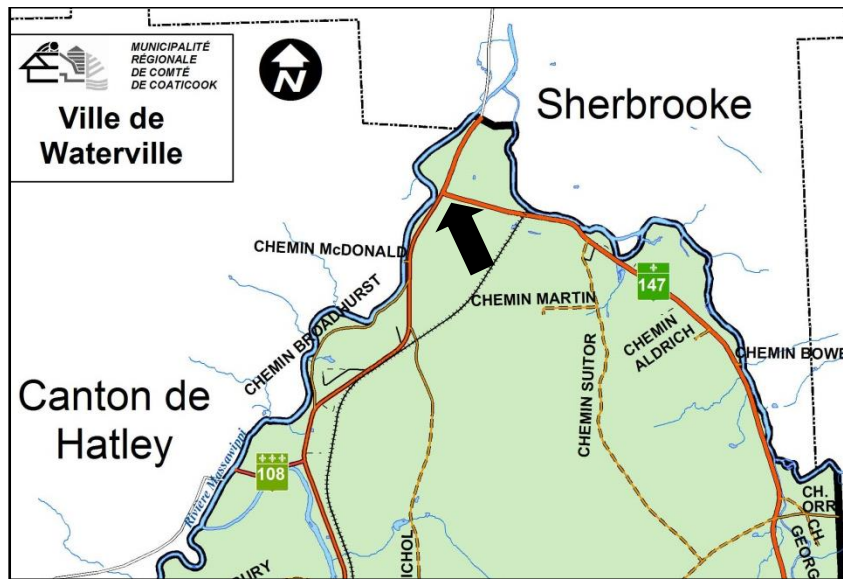 MUNICIPALITÉ
RÉGIONALE
DE COMTÉ
DE COATICOOK
Ville de
Waterville
N
Sherbrooke
CHEMIN McDONALD
CHEMIN BROADHURST
CHEMIN MARTIN
147
CHEMIN
ALDRICH
CHEMIN SUITOR
CHEMIN BOWE
Canton de
Hatley
Rivière Massawippi
108
CH.
ORR
CH.
GEORG
ICHOL
URY